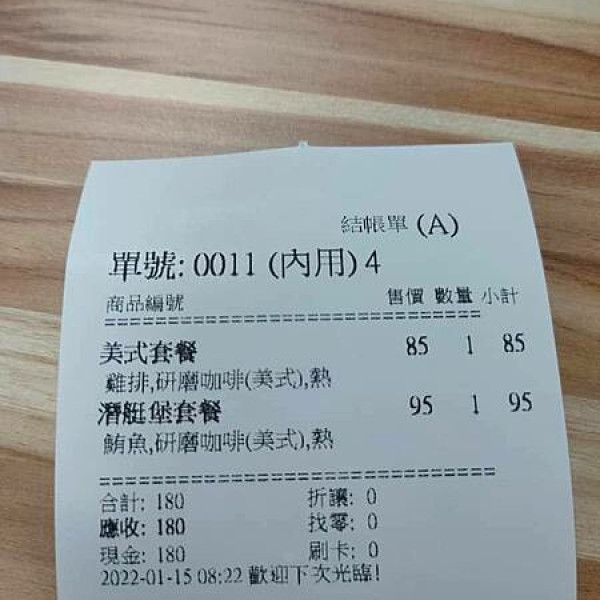 結帳單 (A)
單號: 0011 (內用) 4
商品編號 售價 數量 小計
==============================
美式套餐 85 1 85
雞排,研磨咖啡(美式),熱
潛艇堡套餐 95 1 95
鮪魚,研磨咖啡(美式),熱
==============================
合計: 180 折讓: 0
應收: 180 找零: 0
現金: 180 刷卡: 0
2022-01-15 08:22 歡迎下次光臨!